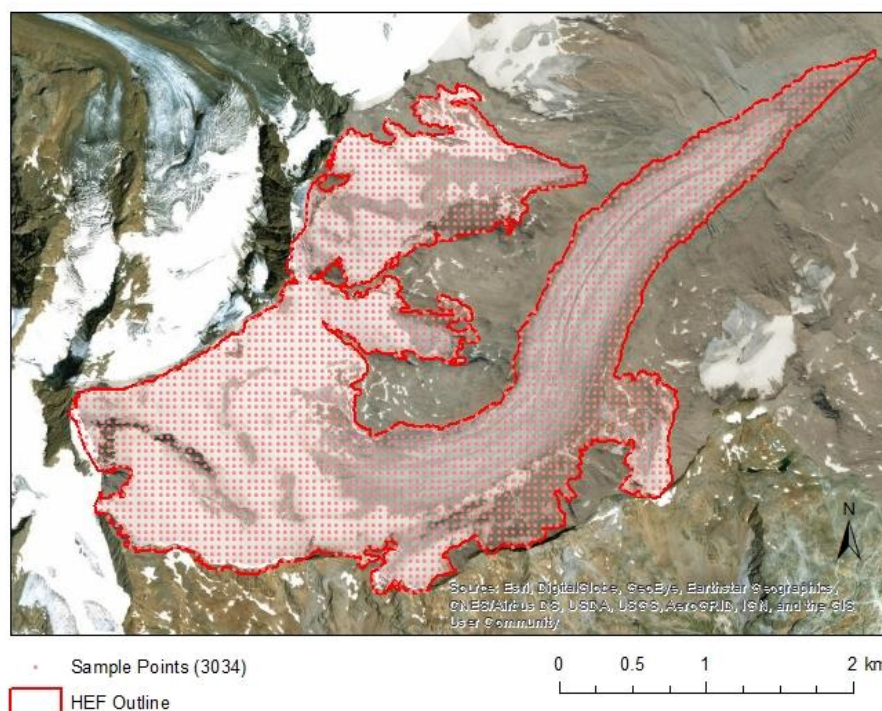 N
Source: Esri, DigitalGlobe, GeoEye, Earthstar Geographics,
CNES/Airbus DS, USDA, USGS, AeroGRID, IGN, and the GIS
User Community
Sample Points (3034)
HEF Outline
0 0.5 1 2 km